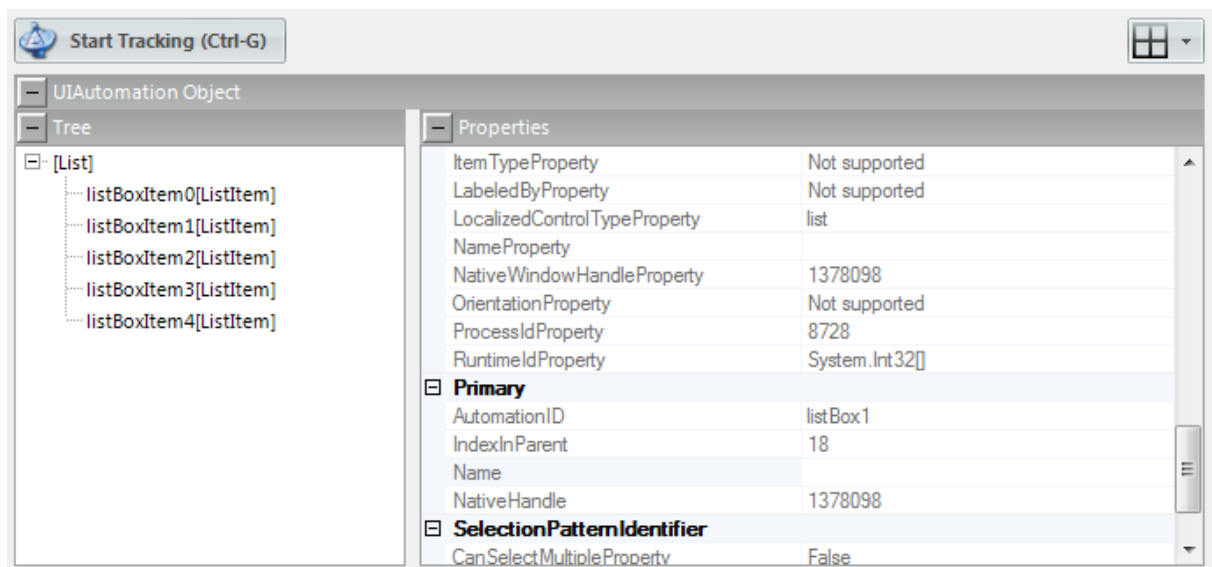 Start Tracking (Ctrl-G)
UIAutomation Object
Tree
[List]
listBoxItem0[ListItem]
listBoxItem1[ListItem]
listBoxItem2[ListItem]
listBoxItem3[ListItem]
listBoxItem4[ListItem]
Properties
ItemTypeProperty Not supported
LabeledByProperty Not supported
LocalizedControlTypeProperty list
NameProperty
NativeWindowHandleProperty 1378098
OrientationProperty Not supported
ProcessIdProperty 8728
RuntimeIdProperty System.Int32[]
Primary
AutomationID listBox1
IndexInParent 18
Name
NativeHandle 1378098
SelectionPatternIdentifier
CanSelectMultipleProperty False